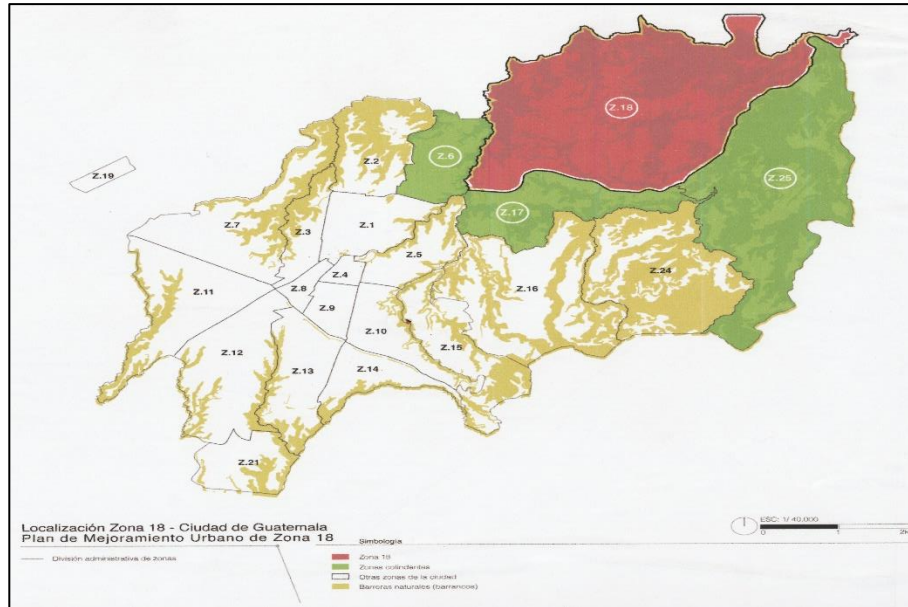 Z.18
Z.6
Z.2
Z.19
Z.25
Z.17
Z.7
Z.3
Z.1
Z.5
Z.24
Z.4
Z.16
Z.11
Z.8
Z.9
Z.10
Z.12
Z.15
Z.13
Z.14
Z.21
Localización Zona 18 - Ciudad de Guatemala
Plan de Mejoramiento Urbano de Zona 18
División administrativa de zonas
Simbología
Zona 18
Zonas colindantes
Otras zonas de la ciudad
Barreras naturales (barrancos)
ESC: 1/ 40,000
0 1 2k